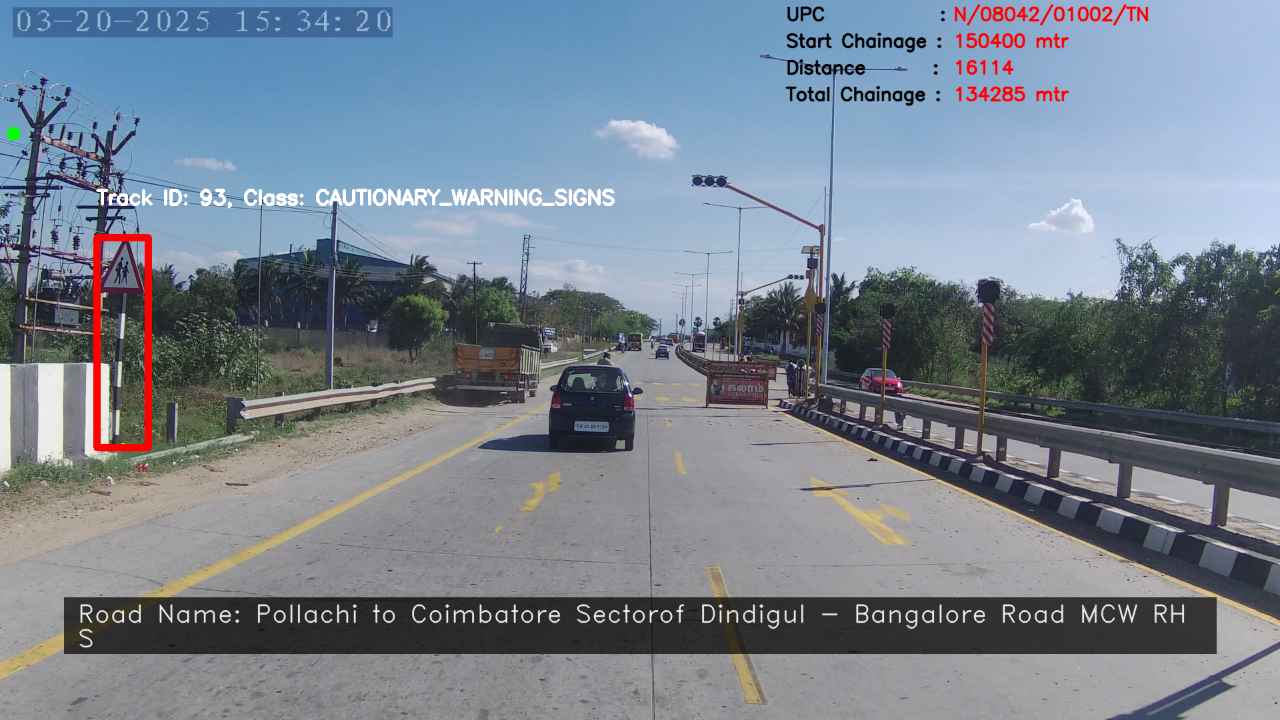 03-20-2025 15:34:20
UPC : N/08042/01002/TN
Start Chainage : 150400 mtr
Distance : 16114
Total Chainage : 134285 mtr
Track ID: 93, Class: CAUTIONARY_WARNING_SIGNS
Road Name: Pollachi to Coimbatore Sectorof Dindigul - Bangalore Road MCW RH
S